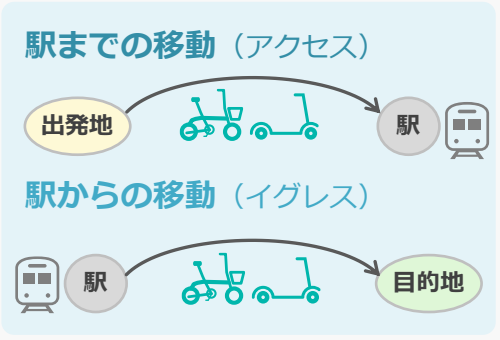 駅までの移動（アクセス）
出発地
駅
駅からの移動（イグレス）
駅
目的地